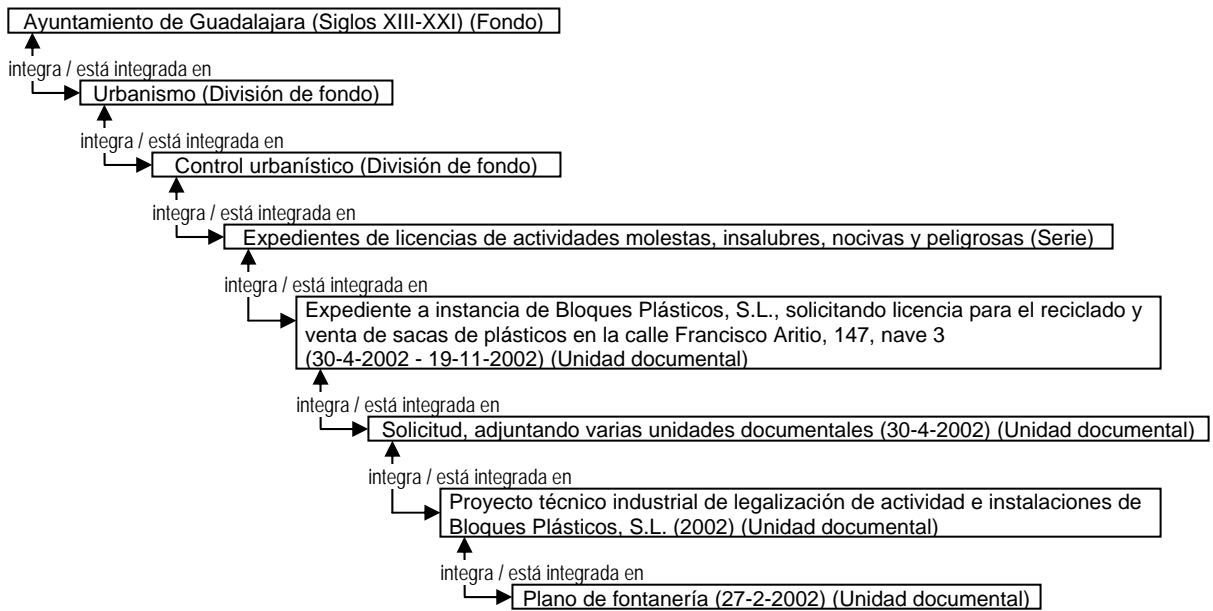 Ayuntamiento de Guadalajara (Siglos XIII-XXI) (Fondo)
integra / está integrada en
Urbanismo (División de fondo)
integra / está integrada en
Control urbanístico (División de fondo)
integra / está integrada en
Expedientes de licencias de actividades molestas, insalubres, nocivas y peligrosas (Serie)
integra / está integrada en
Expediente a instancia de Bloques Plásticos, S.L., solicitando licencia para el reciclado y
venta de sacas de plásticos en la calle Francisco Aritio, 147, nave 3
(30-4-2002 - 19-11-2002) (Unidad documental)
integra / está integrada en
Solicitud, adjuntando varias unidades documentales (30-4-2002) (Unidad documental)
integra / está integrada en
Proyecto técnico industrial de legalización de actividad e instalaciones de
Bloques Plásticos, S.L. (2002) (Unidad documental)
integra / está integrada en
Plano de fontanería (27-2-2002) (Unidad documental)